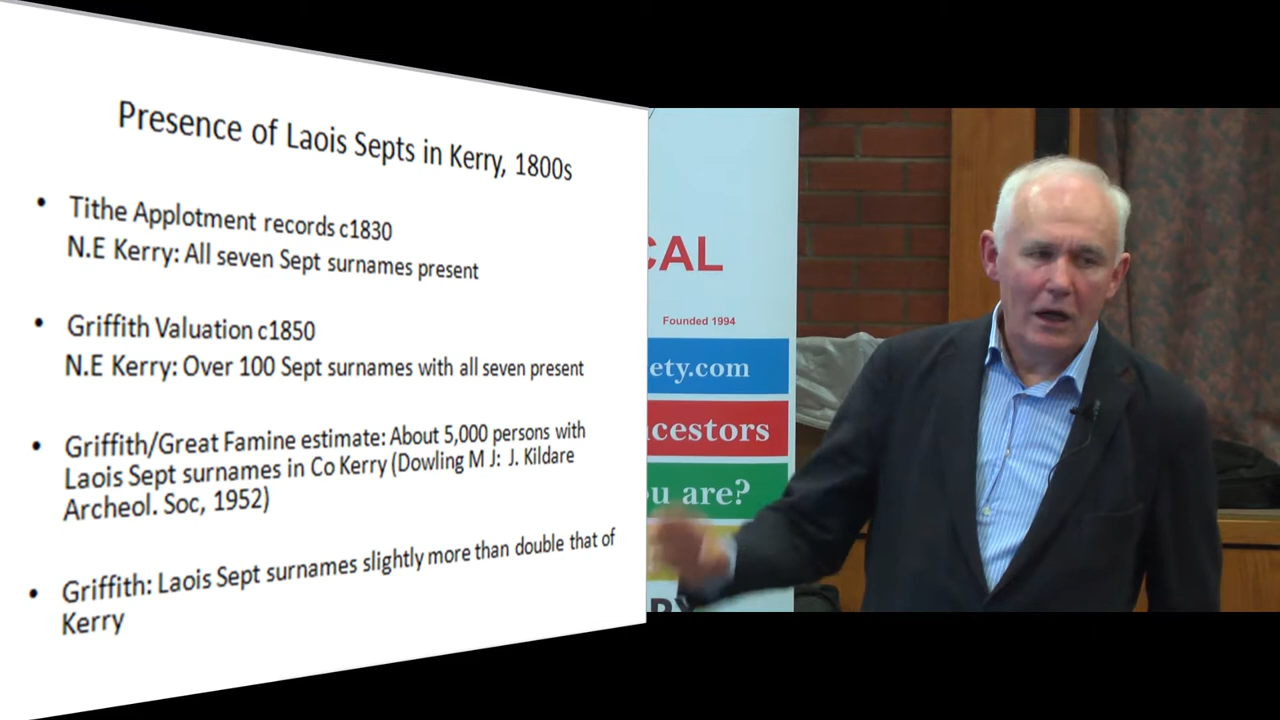 Presence of Laois Septs in Kerry, 1800s
• Tithe Applotment records c1830
N.E Kerry: All seven Sept surnames present
• Griffith Valuation c1850
N.E Kerry: Over 100 Sept surnames with all seven present
• Griffith/Great Famine estimate: About 5,000 persons with
Laois Sept surnames in Co Kerry (Dowling M J: J. Kildare
Archeol. Soc, 1952)
• Griffith: Laois Sept surnames slightly more than double that of
Kerry
CAL
Founded 1994
ety.com
ncestors
u are?
RY